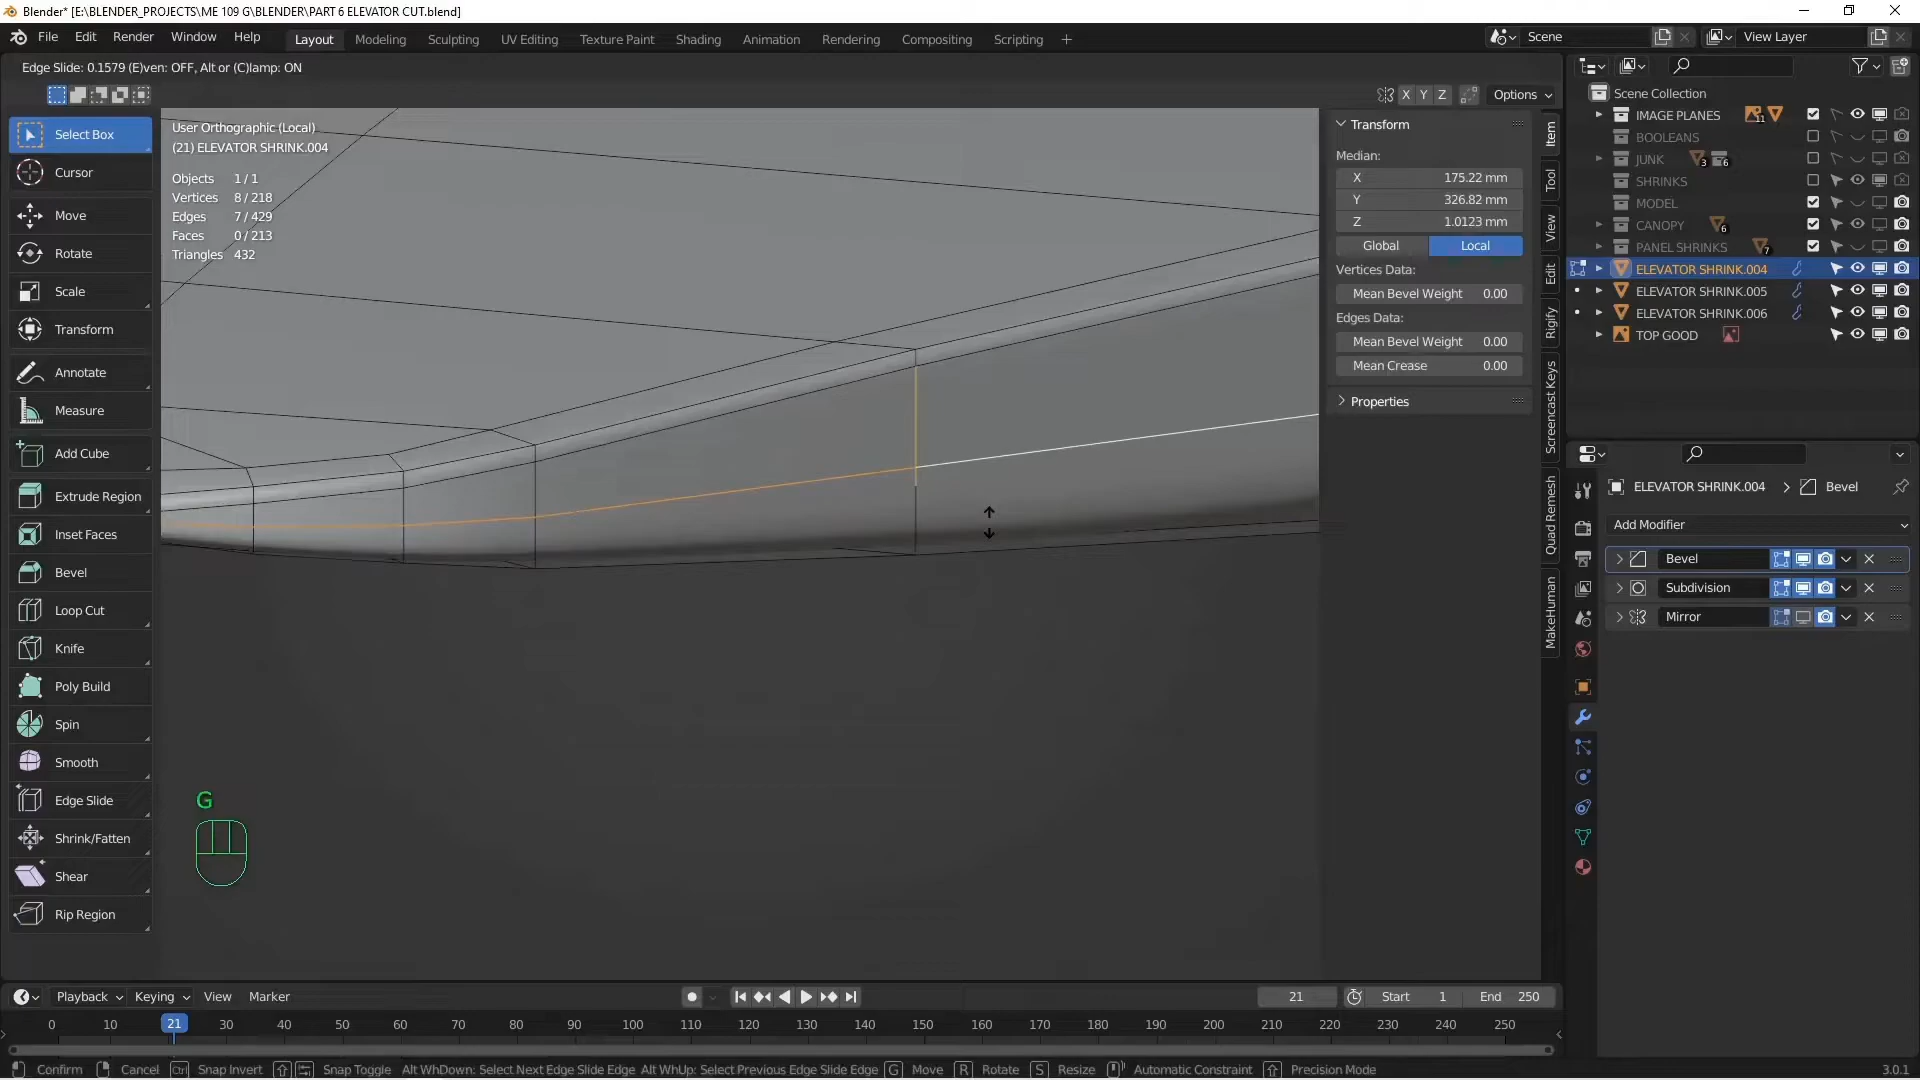 Blender* [E:\BLENDER_PROJECTS\ME 109 G\BLENDER\PART 6 ELEVATOR CUT.blend]
File Edit Render Window Help Layout Modeling Sculpting UV Editing Texture Paint Shading Animation Rendering Compositing Scripting +
Scene
View Layer
Edge Slide: 0.1579 (E)ven: OFF, Alt or (C)lamp: ON
X Y Z Options
Select Box
Cursor
Move
Rotate
Scale
Transform
Annotate
Measure
Add Cube
Extrude Region
Inset Faces
Bevel
Loop Cut
Knife
Poly Build
Spin
Smooth
Edge Slide
Shrink/Fatten
Shear
Rip Region
User Orthographic (Local)
(21) ELEVATOR SHRINK.004
Objects 1 / 1
Vertices 8 / 218
Edges 7 / 429
Faces 0 / 213
Triangles 432
G
Transform
Median:
X 175.22 mm
Y 326.82 mm
Z 1.0123 mm
Global Local
Vertices Data:
Mean Bevel Weight 0.00
Edges Data:
Mean Bevel Weight 0.00
Mean Crease 0.00
Properties
Item
Tool
View
Edit
Rigify
Screencast Keys
Quad Remesh
MakeHuman
Scene Collection
IMAGE PLANES 11
BOOLEANS
JUNK 3 6
SHRINKS
MODEL
CANOPY 6
PANEL SHRINKS 7
ELEVATOR SHRINK.004
ELEVATOR SHRINK.005
ELEVATOR SHRINK.006
TOP GOOD
ELEVATOR SHRINK.004 > Bevel
Add Modifier
Bevel
Subdivision
Mirror
Playback Keying View Marker
21 Start 1 End 250
0 10 21 30 40 50 60 70 80 90 100 110 120 130 140 150 160 170 180 190 200 210 220 230 240 250
Confirm Cancel Ctrl Snap Invert Snap Toggle Alt WhDown: Select Next Edge Slide Edge Alt WhUp: Select Previous Edge Slide Edge G Move R Rotate S Resize Automatic Constraint Precision Mode
3.0.1